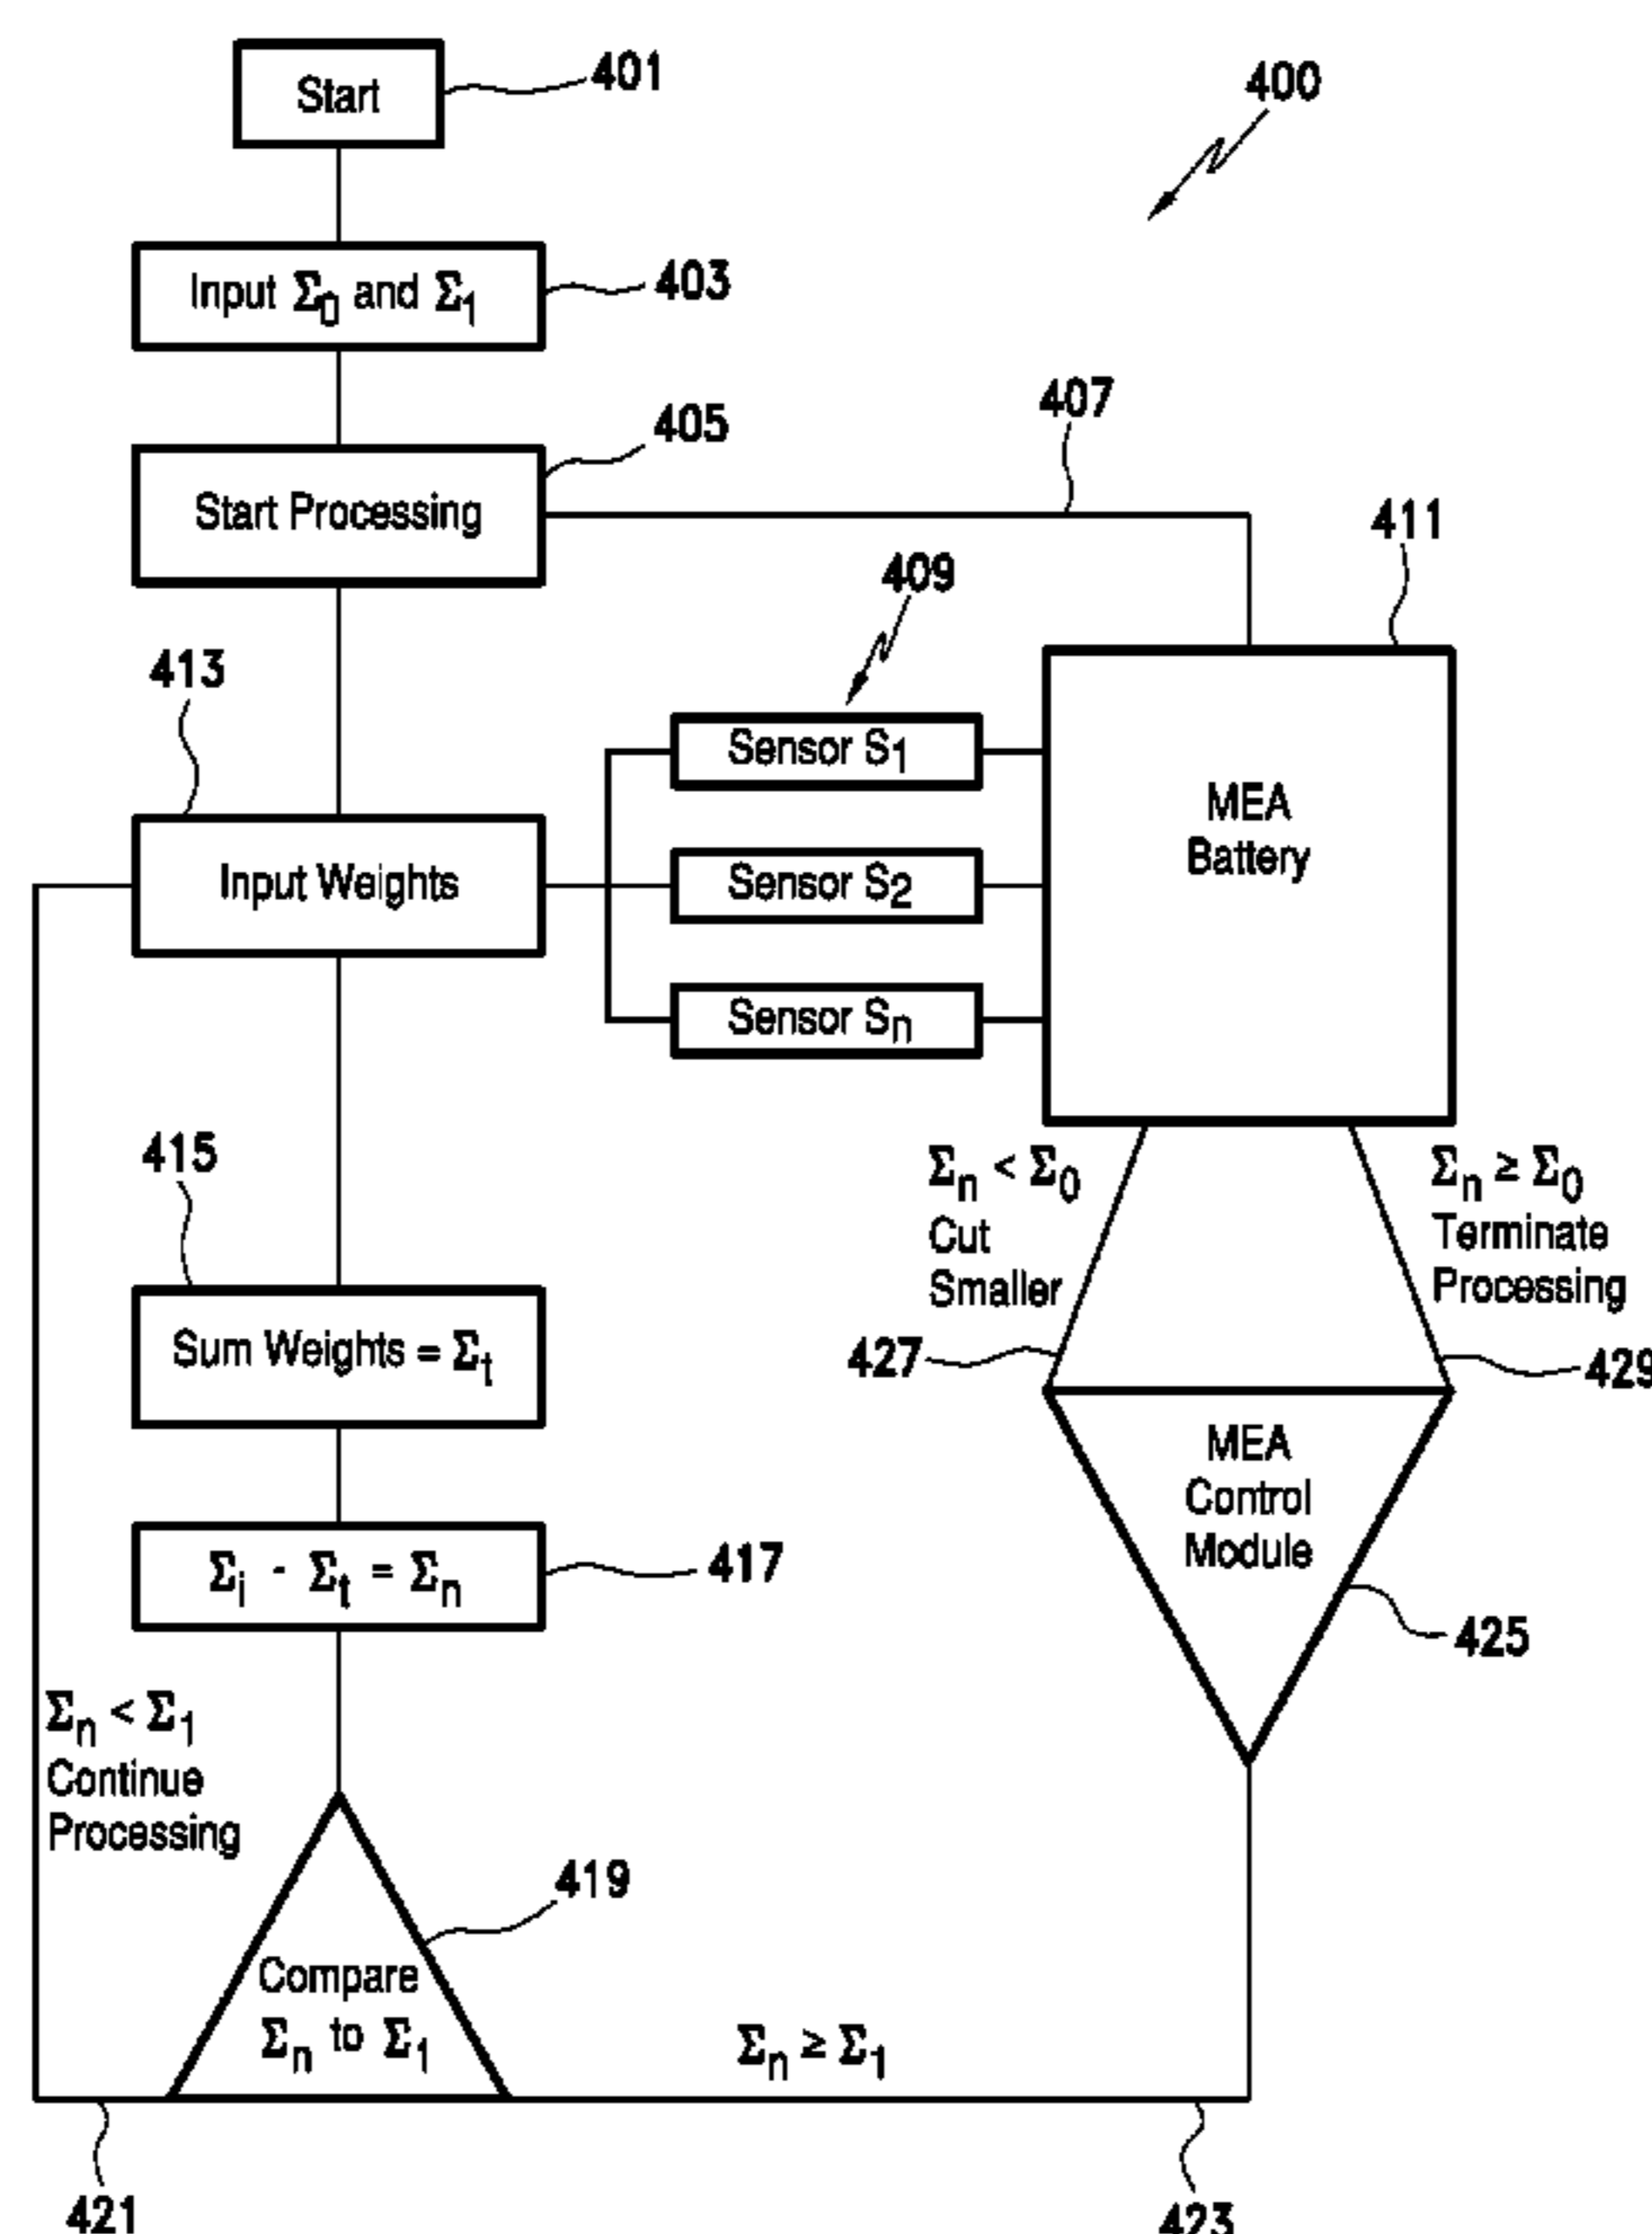 Start
401
400
Input Σ0 and Σ1
403
405
Start Processing
407
411
409
413
Sensor S1
MEA
Battery
Input Weights
Sensor S2
Sensor Sn
415
Σn < Σ0
Cut
Smaller
Σn ≥ Σ0
Terminate
Processing
427
429
Sum Weights = Σt
MEA
Control
Module
417
Σi - Σt = Σn
425
Σn < Σ1
Continue
Processing
419
Compare
Σn to Σ1
Σn ≥ Σ1
421
423